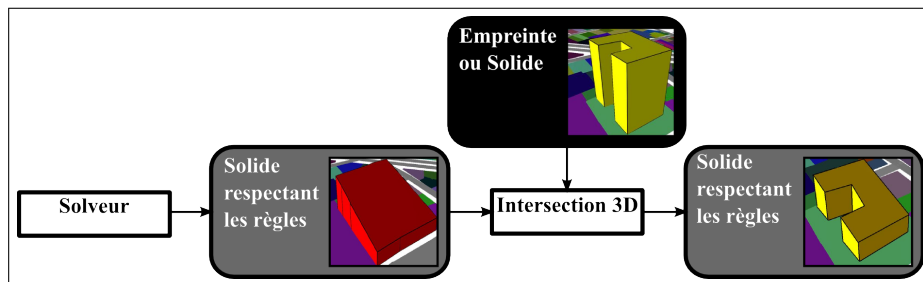 Empreinte
ou Solide
Solveur
Solide
respectant
les règles
Intersection 3D
Solide
respectant
les règles